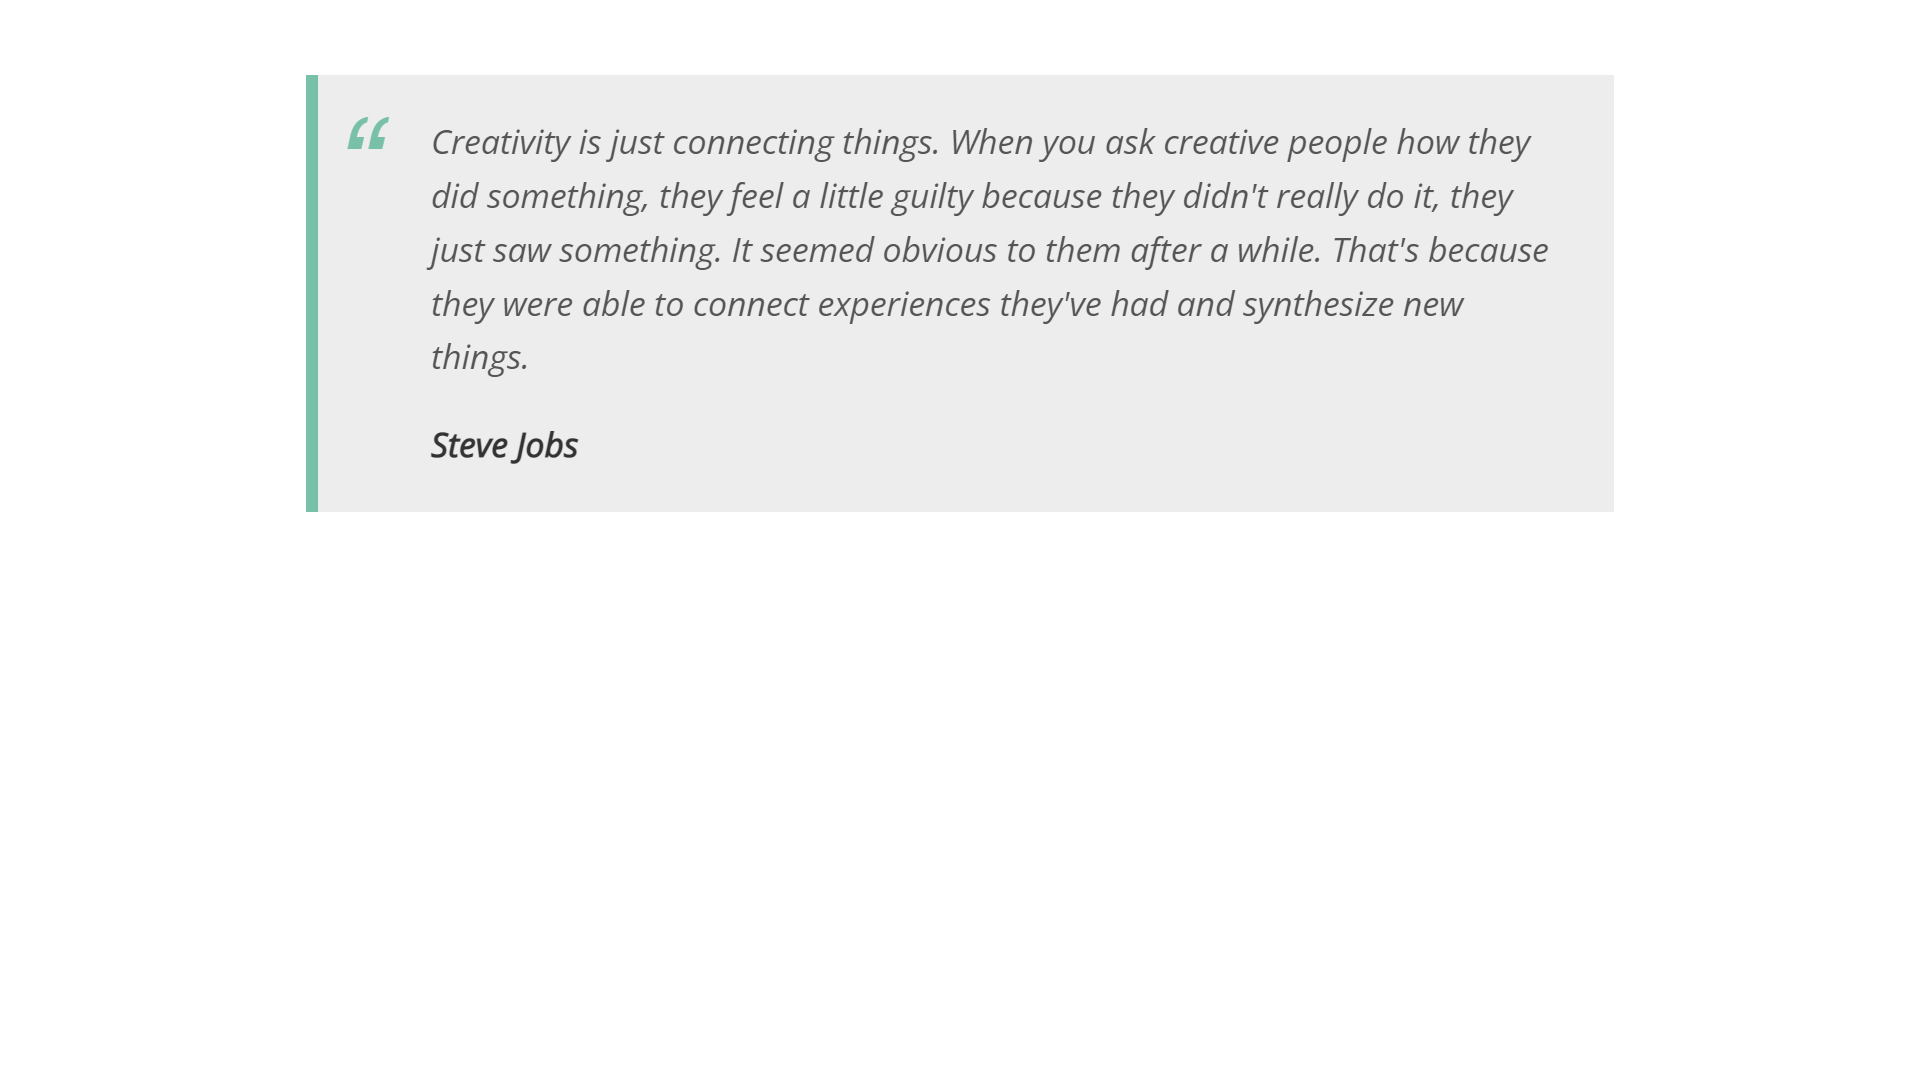 “ Creativity is just connecting things. When you ask creative people how they
did something, they feel a little guilty because they didn't really do it, they
just saw something. It seemed obvious to them after a while. That's because
they were able to connect experiences they've had and synthesize new
things.
Steve Jobs